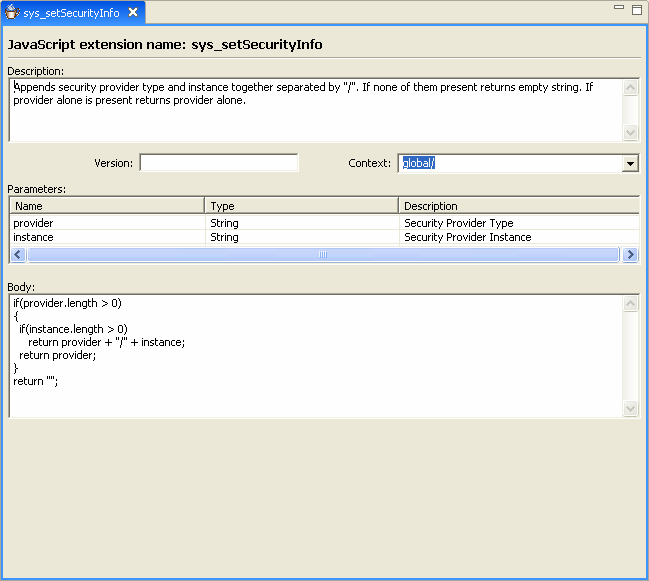 sys_setSecurityInfo
JavaScript extension name: sys_setSecurityInfo
Description:
Appends security provider type and instance together separated by "/". If none of them present returns empty string. If
provider alone is present returns provider alone.
Version:
Context: global/
Parameters:
Name Type Description
provider String Security Provider Type
instance String Security Provider Instance
Body:
if(provider.length > 0)
{
if(instance.length > 0)
return provider + "/" + instance;
return provider;
}
return "";